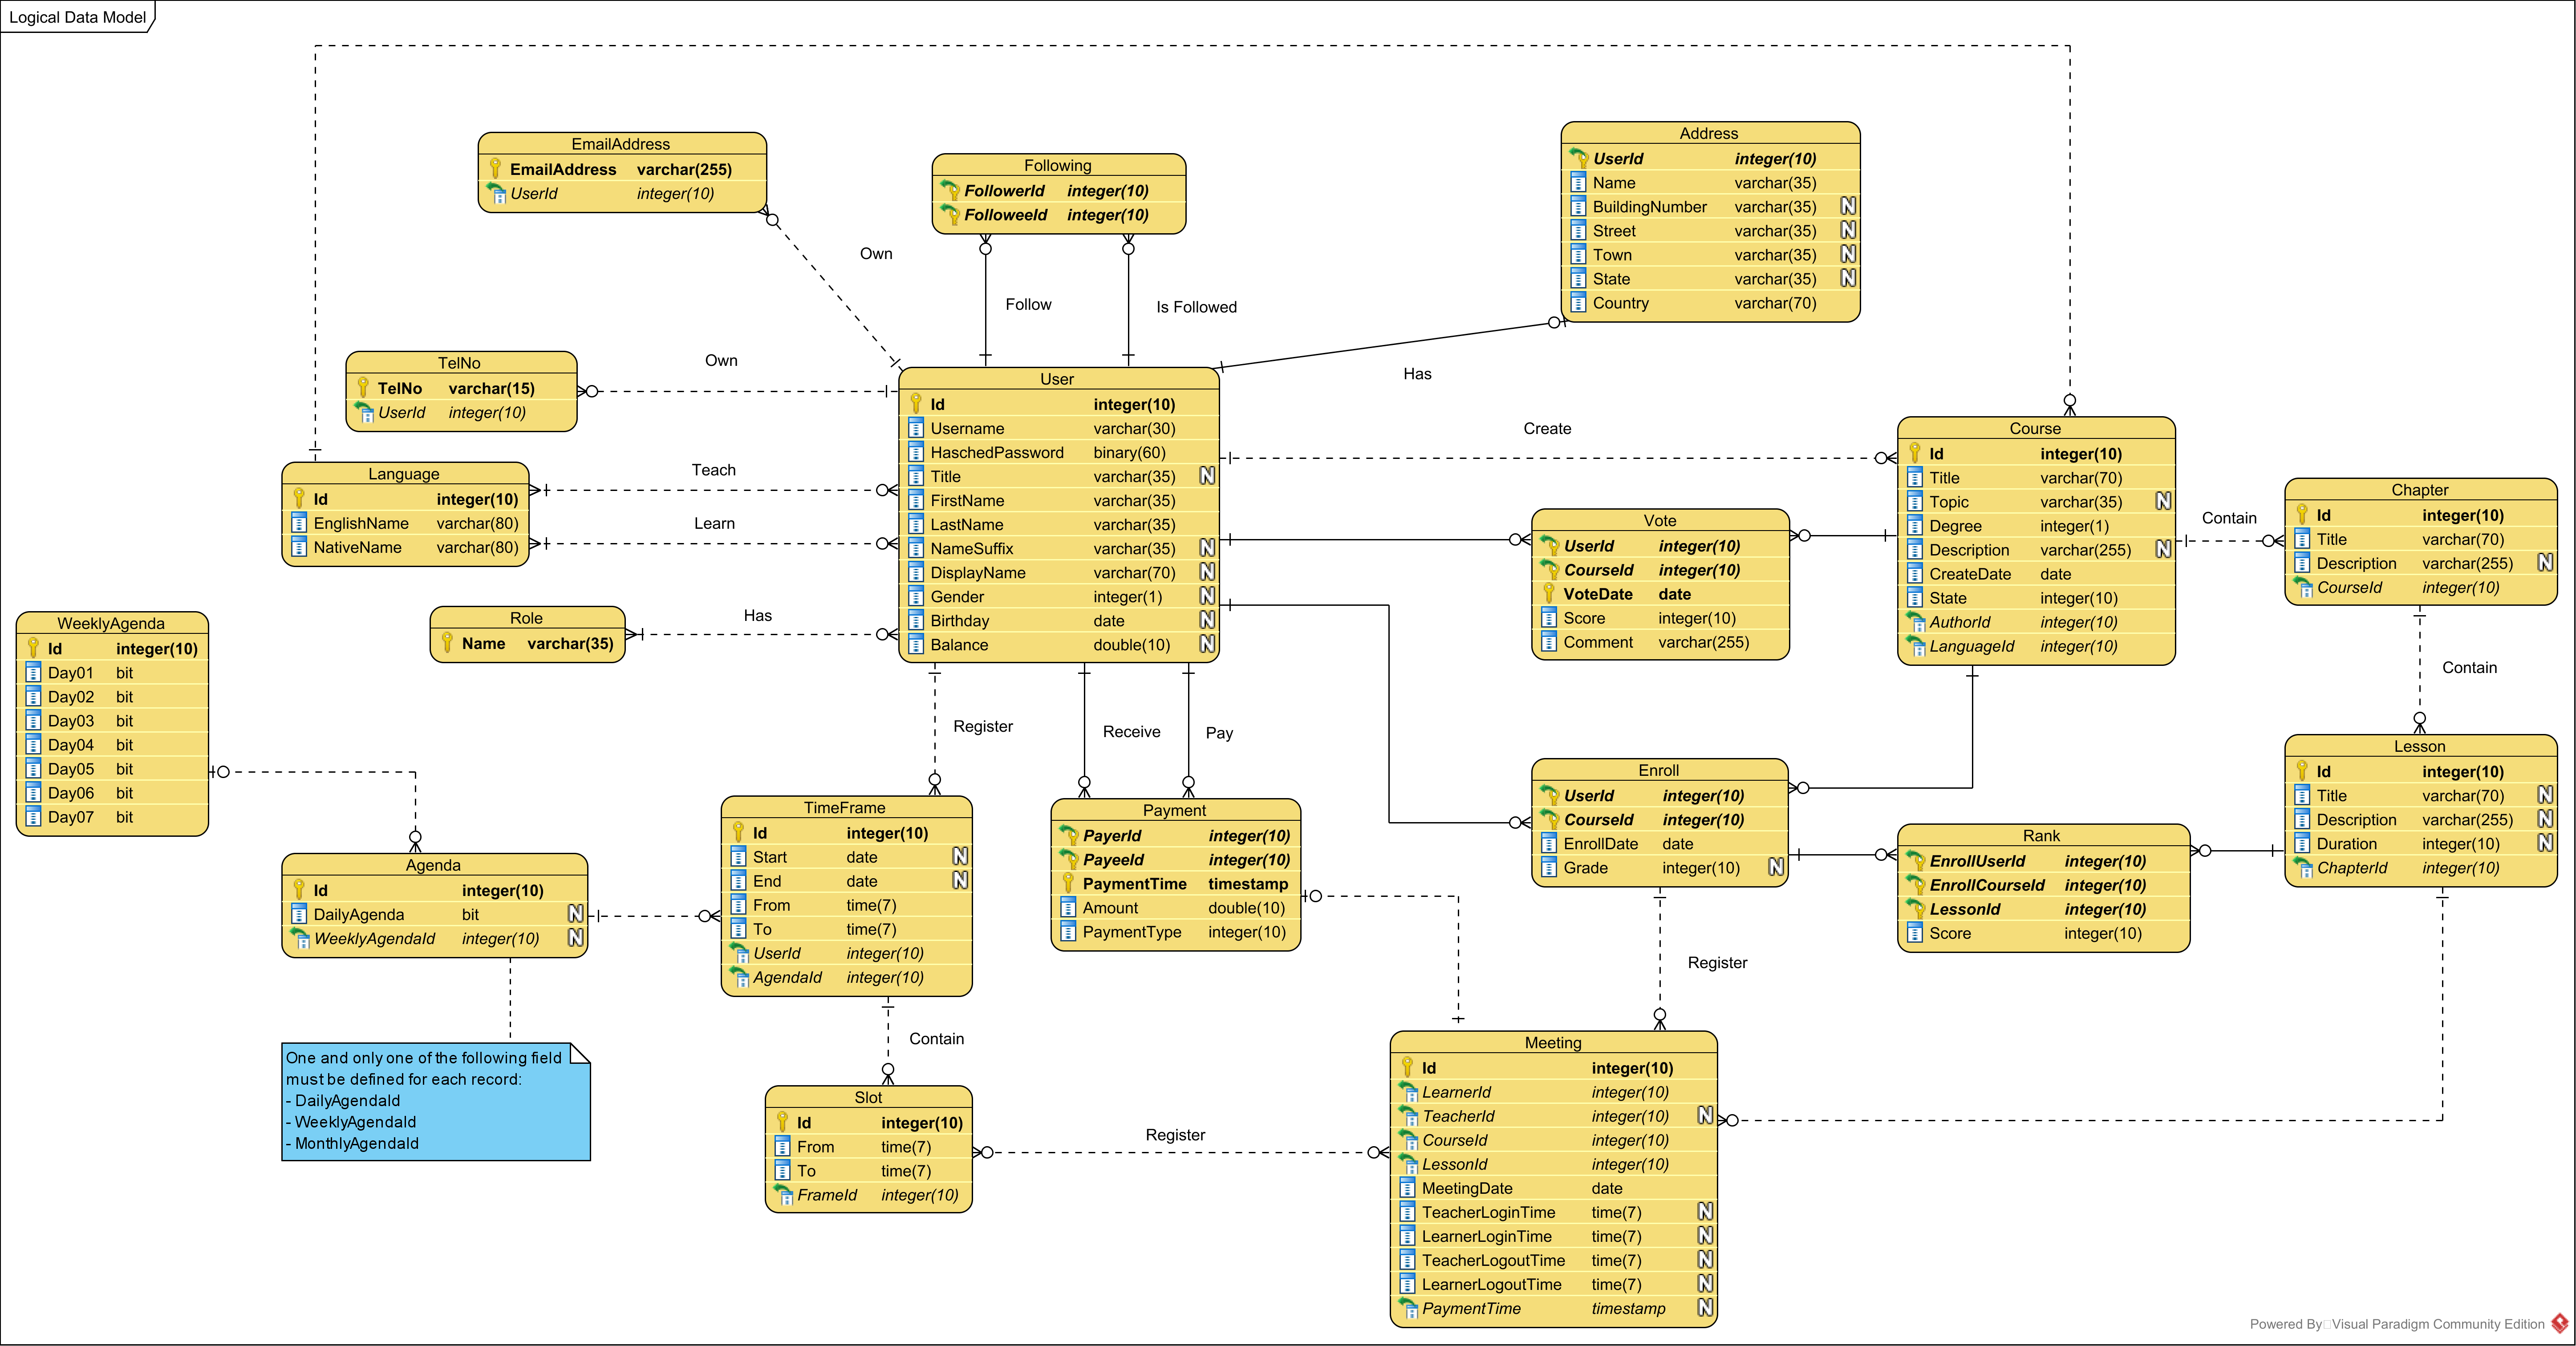 Logical Data Model
EmailAddress
EmailAddress varchar(255)
UserId integer(10)
Following
FollowerId integer(10)
FolloweeId integer(10)
Address
UserId integer(10)
Name varchar(35)
BuildingNumber varchar(35) N
Street varchar(35) N
Town varchar(35) N
State varchar(35) N
Country varchar(70)
Own
Follow
Is Followed
TelNo
TelNo varchar(15)
UserId integer(10)
Own
Has
User
Id integer(10)
Username varchar(30)
HaschedPassword binary(60)
Title varchar(35) N
FirstName varchar(35)
LastName varchar(35)
NameSuffix varchar(35) N
DisplayName varchar(70) N
Gender integer(1) N
Birthday date N
Balance double(10) N
Create
Course
Id integer(10)
Title varchar(70)
Topic varchar(35) N
Degree integer(1)
Description varchar(255) N
CreateDate date
State integer(10)
AuthorId integer(10)
LanguageId integer(10)
Language
Id integer(10)
EnglishName varchar(80)
NativeName varchar(80)
Teach
Learn
Chapter
Id integer(10)
Title varchar(70)
Description varchar(255) N
CourseId integer(10)
Contain
Vote
UserId integer(10)
CourseId integer(10)
VoteDate date
Score integer(10)
Comment varchar(255)
Role
Name varchar(35)
Has
WeeklyAgenda
Id integer(10)
Day01 bit
Day02 bit
Day03 bit
Day04 bit
Day05 bit
Day06 bit
Day07 bit
Contain
Register
Receive
Pay
Lesson
Id integer(10)
Title varchar(70) N
Description varchar(255) N
Duration integer(10) N
ChapterId integer(10)
Enroll
UserId integer(10)
CourseId integer(10)
EnrollDate date
Grade integer(10) N
TimeFrame
Id integer(10)
Start date N
End date N
From time(7)
To time(7)
UserId integer(10)
AgendaId integer(10)
Payment
PayerId integer(10)
PayeeId integer(10)
PaymentTime timestamp
Amount double(10)
PaymentType integer(10)
Rank
EnrollUserId integer(10)
EnrollCourseId integer(10)
LessonId integer(10)
Score integer(10)
Agenda
Id integer(10)
DailyAgenda bit N
WeeklyAgendaId integer(10) N
Register
Contain
One and only one of the following field
must be defined for each record:
- DailyAgendaId
- WeeklyAgendaId
- MonthlyAgendaId
Slot
Id integer(10)
From time(7)
To time(7)
FrameId integer(10)
Register
Meeting
Id integer(10)
LearnerId integer(10)
TeacherId integer(10) N
CourseId integer(10)
LessonId integer(10)
MeetingDate date
TeacherLoginTime time(7) N
LearnerLoginTime time(7) N
TeacherLogoutTime time(7) N
LearnerLogoutTime time(7) N
PaymentTime timestamp N
Powered By Visual Paradigm Community Edition